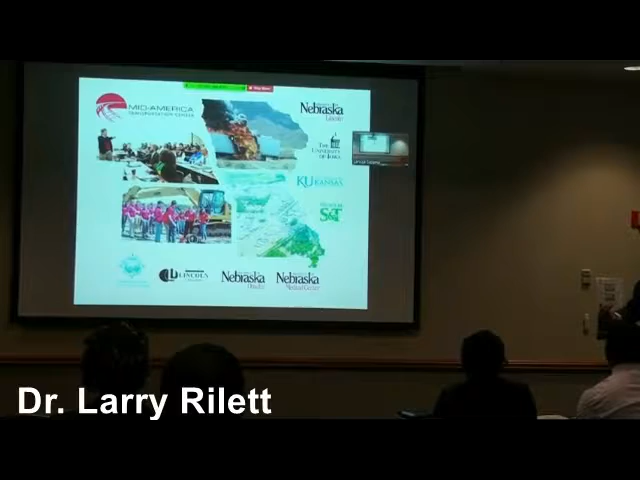 MID-AMERICA
TRANSPORTATION CENTER
Nebraska
Lincoln
THE
UNIVERSITY
OF IOWA
KU KANSAS
S&T
LINCOLN
Nebraska
Omaha
Nebraska
Medical Center
Dr. Larry Rilett